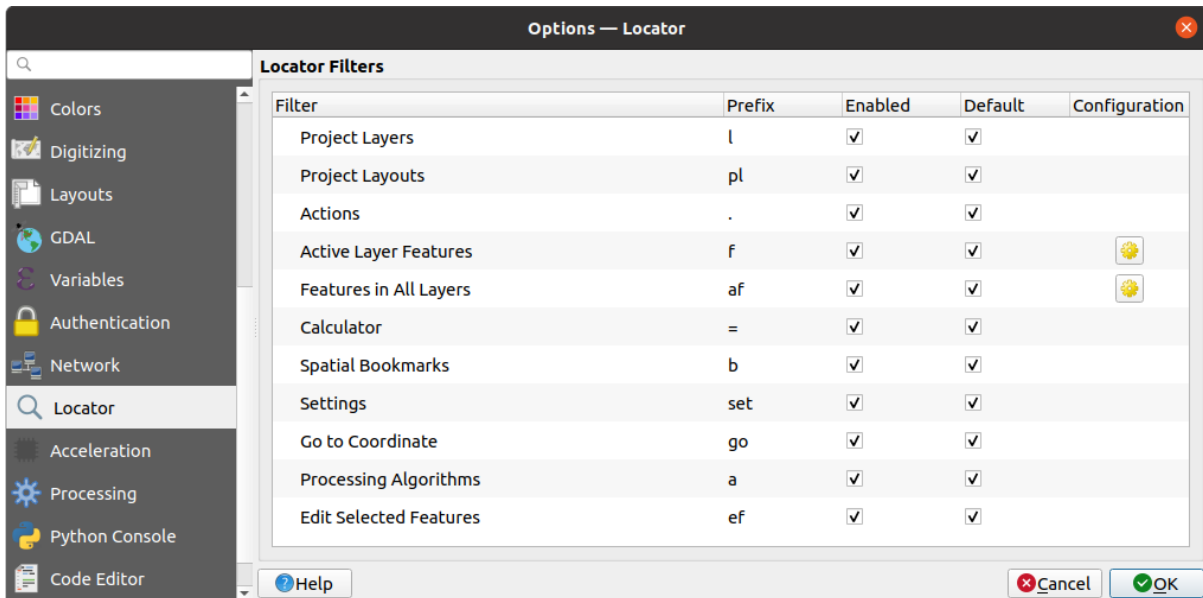 Options — Locator
Locator Filters
Colors
Digitizing
Layouts
GDAL
Variables
Authentication
Network
Locator
Acceleration
Processing
Python Console
Code Editor
Filter Prefix Enabled Default Configuration
Project Layers l
Project Layouts pl
Actions .
Active Layer Features f
Features in All Layers af
Calculator =
Spatial Bookmarks b
Settings set
Go to Coordinate go
Processing Algorithms a
Edit Selected Features ef
Help Cancel OK